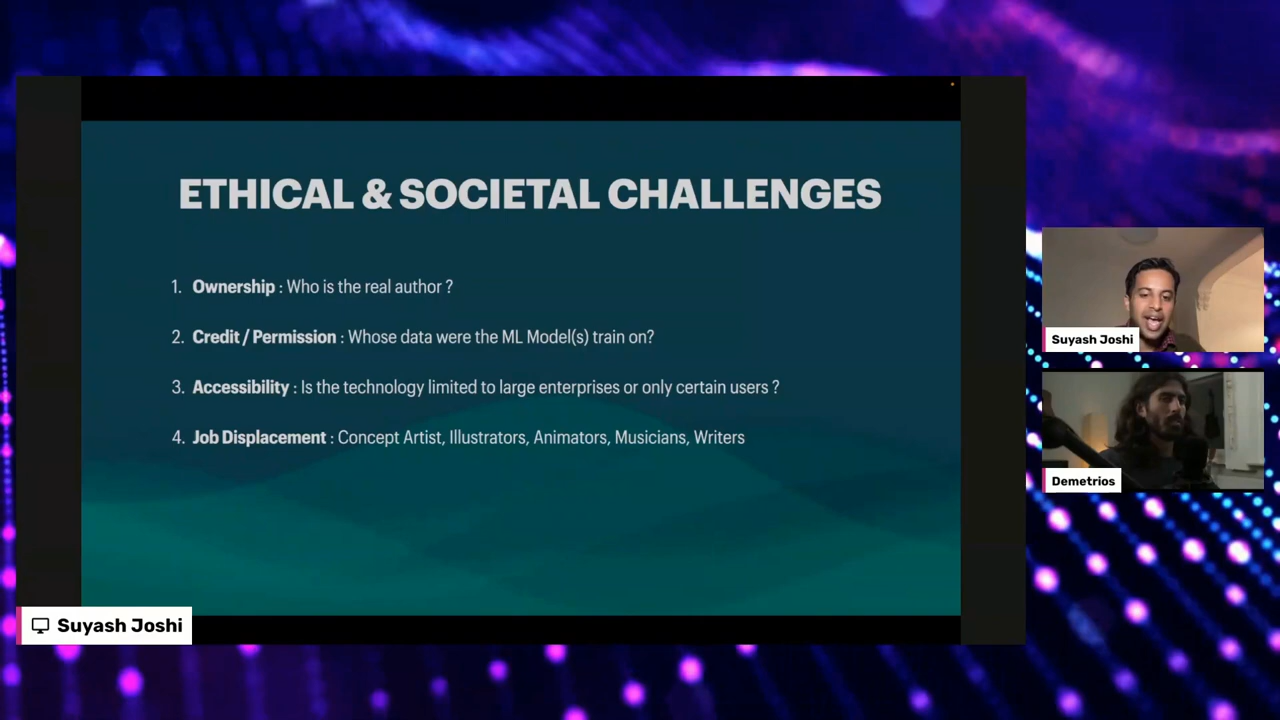 ETHICAL & SOCIETAL CHALLENGES
1. Ownership : Who is the real author ?
2. Credit / Permission : Whose data were the ML Model(s) train on?
3. Accessibility : Is the technology limited to large enterprises or only certain users ?
4. Job Displacement : Concept Artist, Illustrators, Animators, Musicians, Writers
Suyash Joshi
Demetrios
Suyash Joshi